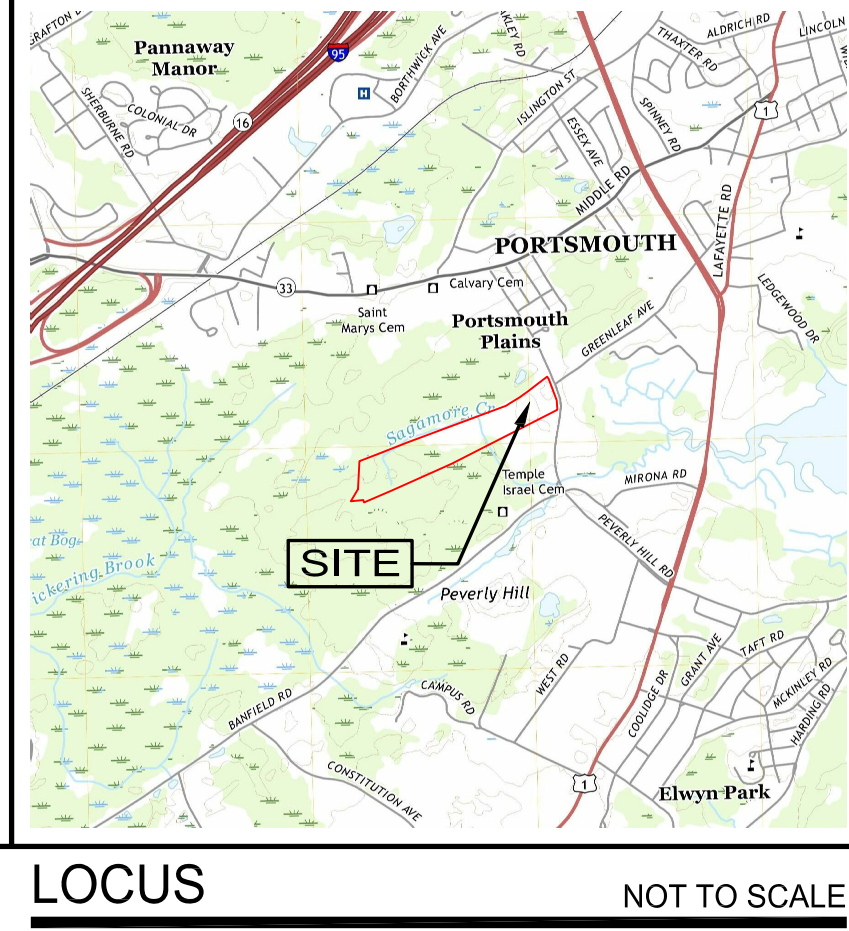 GRAFTON
Pannaway
Manor
95
BORTHWICK AVE
H
SHERBURNE RD
COLONIAL DR
16
ISLINGTON ST
ESSEX AVE
THAXTER RD
ALDRICH RD
LINCOLN
SPINNEY RD
1
MIDDLE RD
LAFAYETTE RD
PORTSMOUTH
33
Calvary Cem
Saint
Marys Cem
Portsmouth
Plains
GREENLEAF AVE
LEDGEWOOD DR
Sagamore Cr
Temple
Israel Cem
MIRONA RD
PEVERLY HILL RD
SITE
Peverly Hill
at Bog
ickering Brook
WEST RD
CAMPUS RD
BANFIELD RD
CONSTITUTION AVE
COOLIDGE DR
GRANT AVE
TAFT RD
MCKINLEY RD
HARDING RD
1
Elwyn Park
LOCUS
NOT TO SCALE